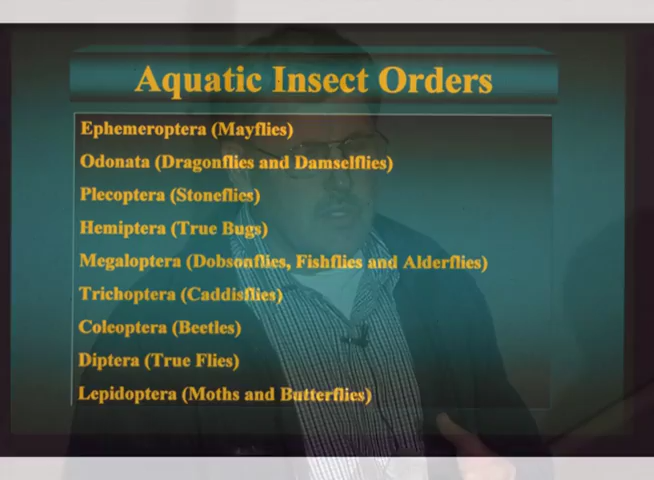 Aquatic Insect Orders
Ephemeroptera (Mayflies)
Odonata (Dragonflies and Damselflies)
Plecoptera (Stoneflies)
Hemiptera (True Bugs)
Megaloptera (Dobsonflies, Fishflies and Alderflies)
Trichoptera (Caddisflies)
Coleoptera (Beetles)
Diptera (True Flies)
Lepidoptera (Moths and Butterflies)